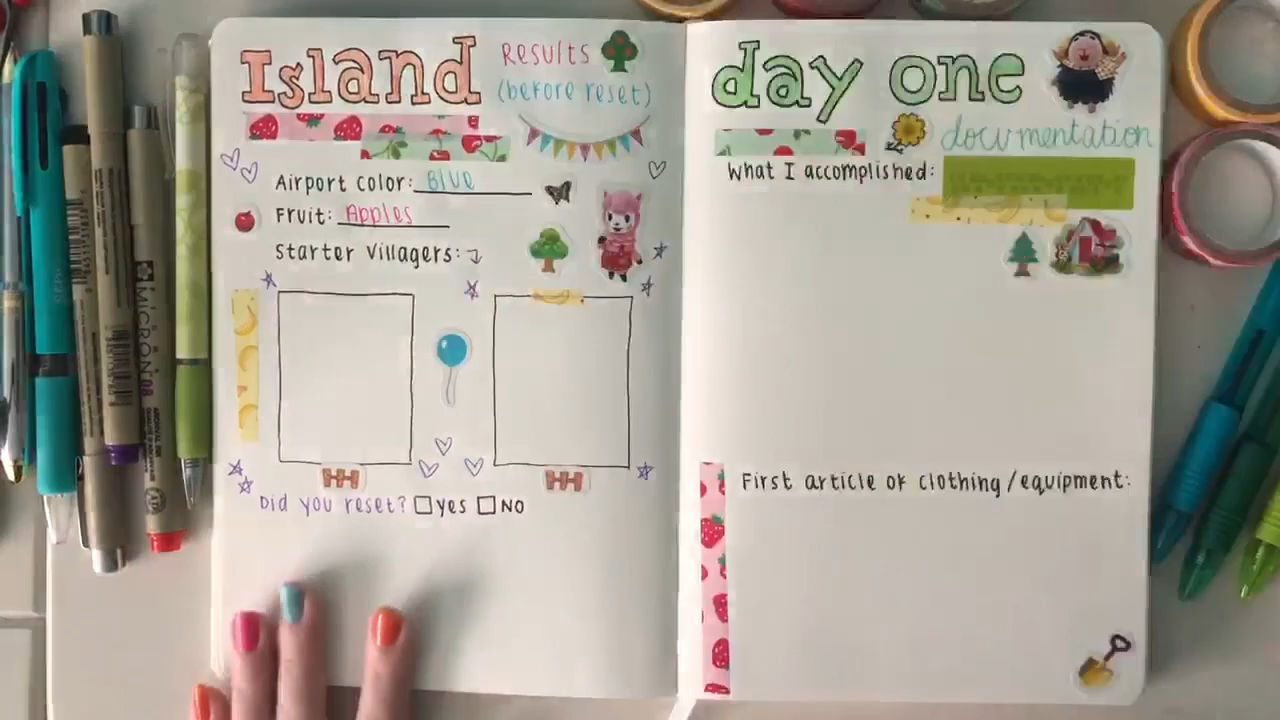 Island Results
(before reset)
Airport color: Blue
Fruit: Apples
Starter Villagers:
Did you reset? Yes No
day one
documentation
What I accomplished:
First article of clothing/equipment:
MICRON 08